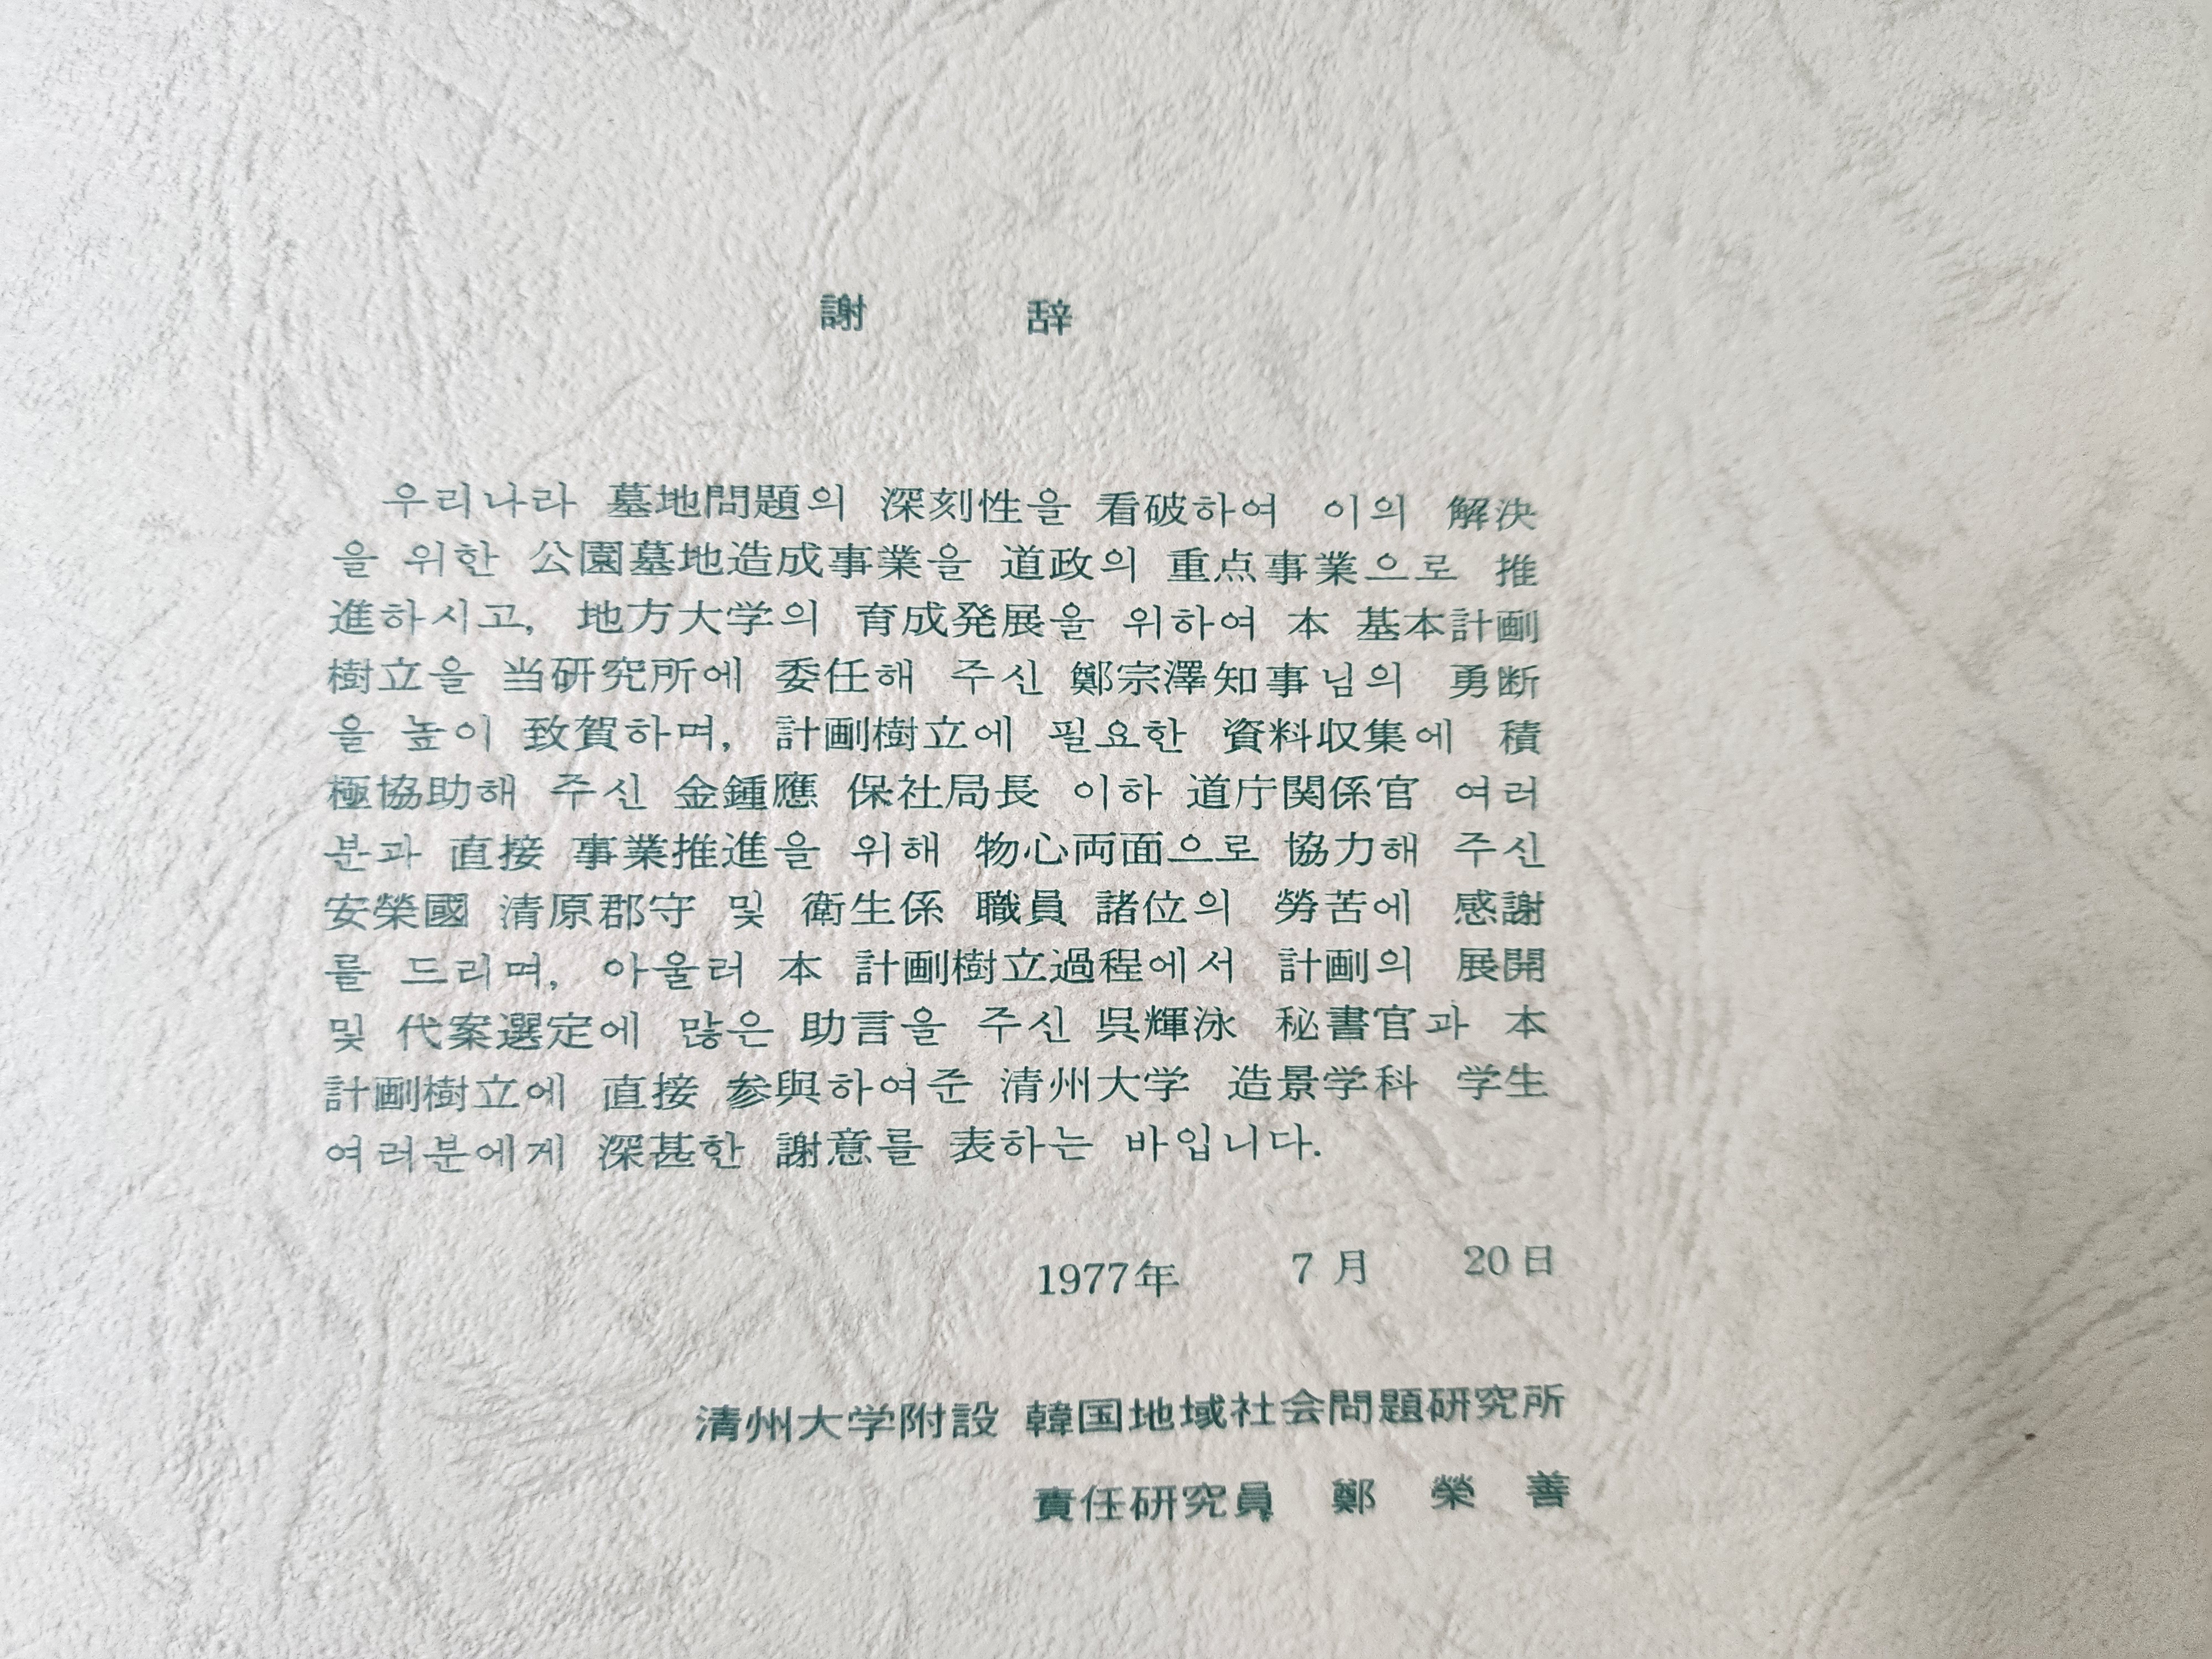 謝 辞
우리나라 墓地問題의 深刻性을 看破하여 이의 解決
을 위한 公園墓地造成事業을 道政의 重点事業으로 推
進하시고, 地方大学의 育成発展을 위하여 本 基本計劃
樹立을 当研究所에 委任해 주신 鄭宗澤知事님의 勇断
을 높이 致賀하며, 計劃樹立에 필요한 資料収集에 積
極協助해 주신 金鍾應 保社局長 이하 道庁関係官 여러
분과 直接 事業推進을 위해 物心両面으로 協力해 주신
安榮國 清原郡守 및 衛生係 職員 諸位의 勞苦에 感謝
를 드리며, 아울러 本 計劃樹立過程에서 計劃의 展開
및 代案選定에 많은 助言을 주신 呉輝泳 秘書官과 本
計劃樹立에 直接 参與하여준 清州大学 造景学科 学生
여러분에게 深甚한 謝意를 表하는 바입니다.
1977年 7月 20日
清州大学附設 韓国地域社会問題研究所
責任研究員 鄭 榮 善